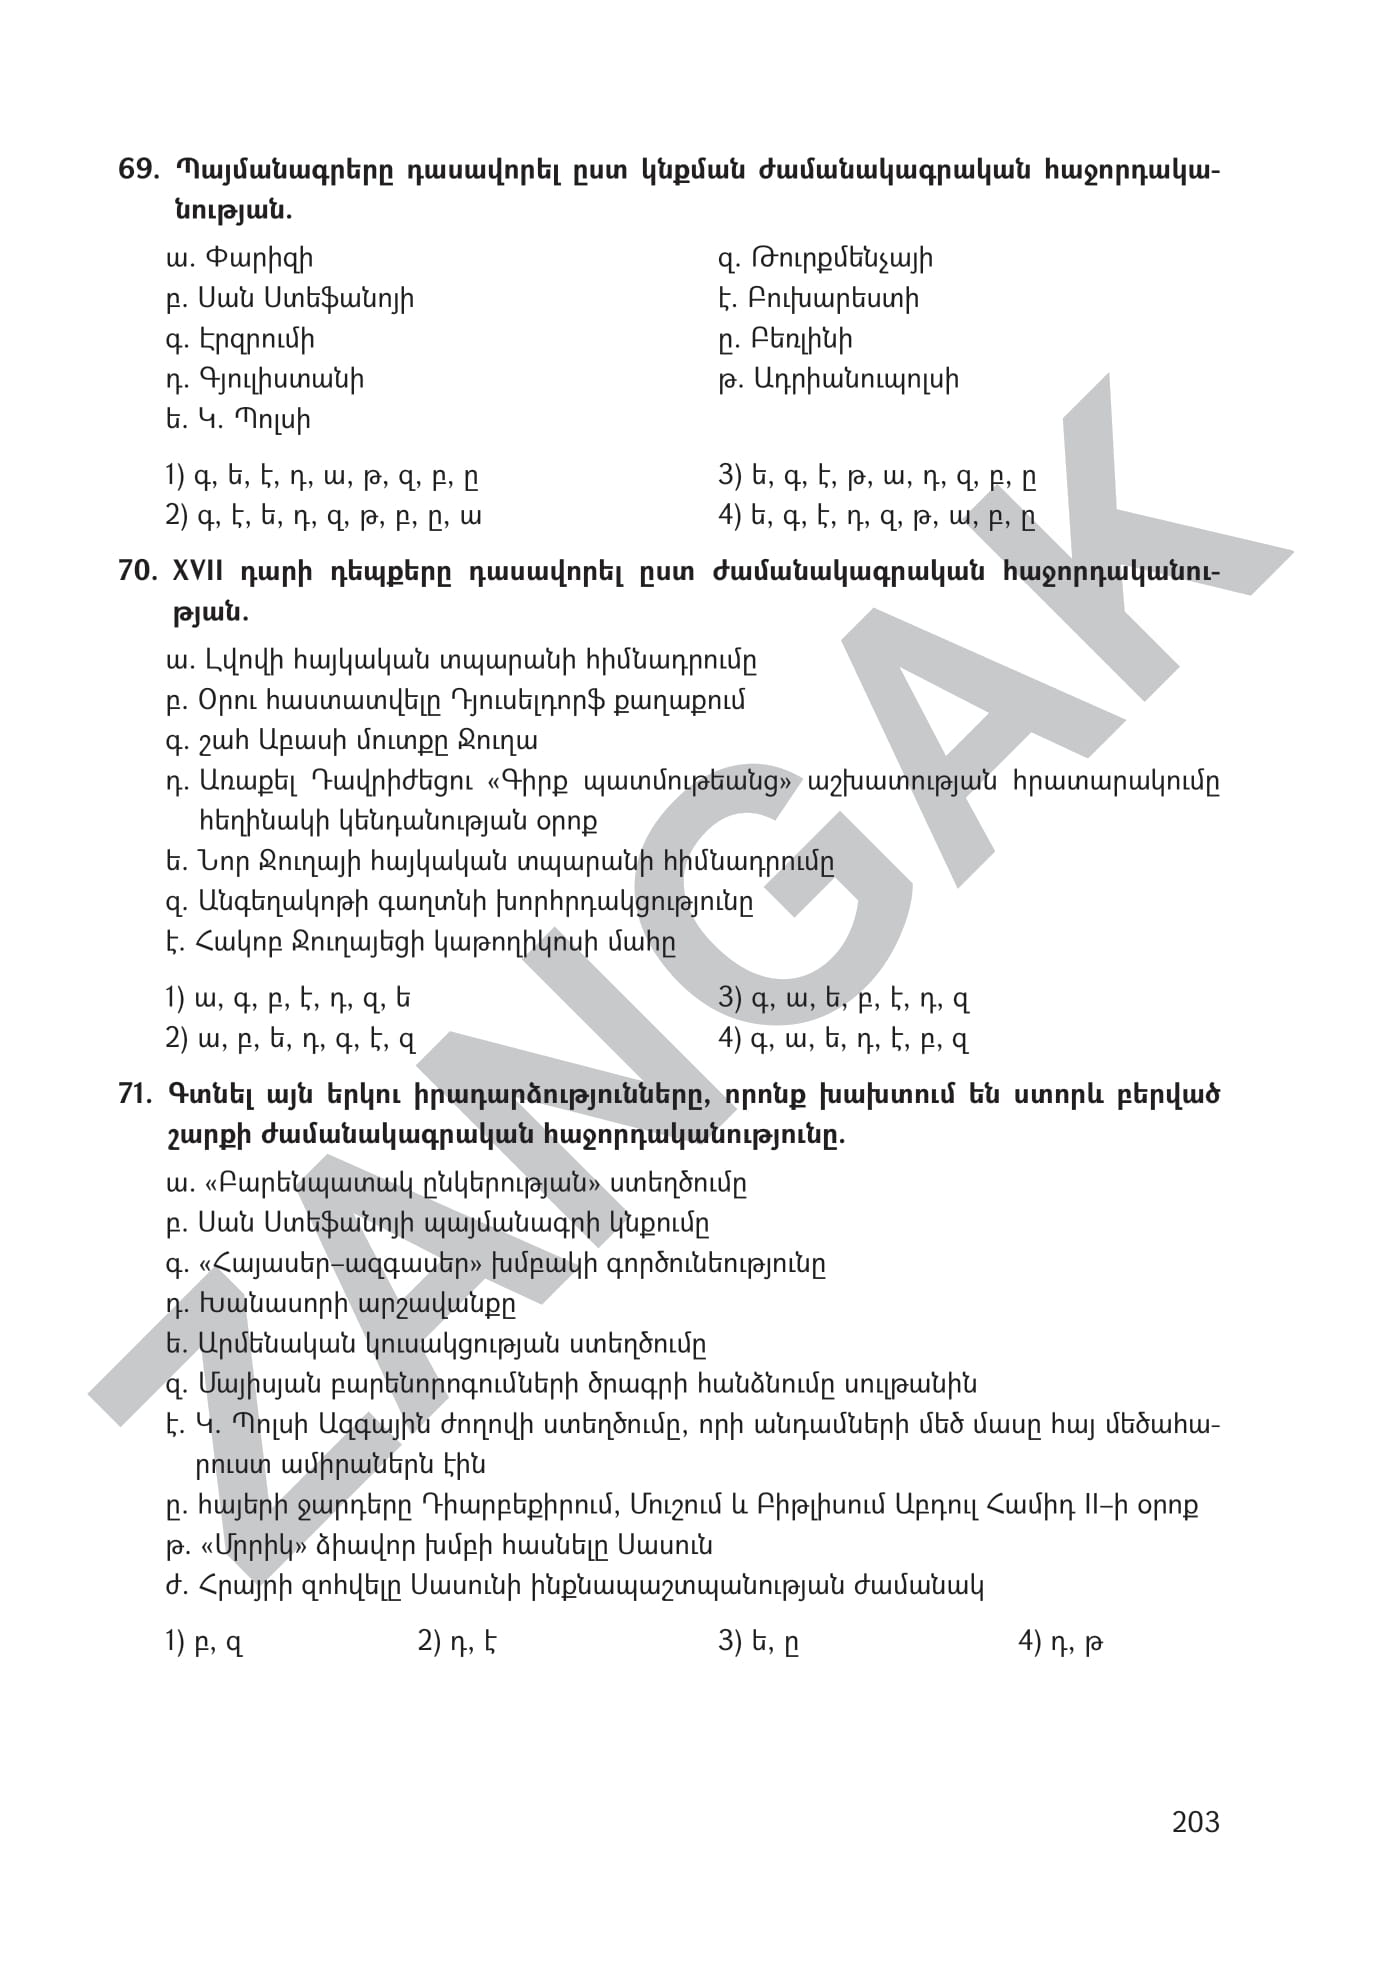 69. Պայմանագրերը դասավորել ըստ կնքման ժամանակագրական հաջորդակա-
նության.
ա. Փարիզի
բ. Սան Ստեֆանոյի
գ. Էրզրումի
դ. Գյուլիստանի
ե. Կ. Պոլսի
զ. Թուրքմենչայի
է. Բուխարեստի
ը. Բեռլինի
թ. Ադրիանուպոլսի
1) գ, ե, է, դ, ա, թ, զ, բ, ը
2) գ, է, ե, դ, զ, թ, բ, ը, ա
3) ե, գ, է, թ, ա, դ, զ, բ, ը
4) ե, գ, է, դ, զ, թ, ա, բ, ը
70. XVII դարի դեպքերը դասավորել ըստ ժամանակագրական հաջորդականու-
թյան.
ա. Լվովի հայկական տպարանի հիմնադրումը
բ. Օրու հաստատվելը Դյուսելդորֆ քաղաքում
գ. շահ Աբասի մուտքը Ջուղա
դ. Առաքել Դավրիժեցու «Գիրք պատմութեանց» աշխատության հրատարակումը
հեղինակի կենդանության օրոք
ե. Նոր Ջուղայի հայկական տպարանի հիմնադրումը
զ. Անգեղակոթի գաղտնի խորհրդակցությունը
է. Հակոբ Ջուղայեցի կաթողիկոսի մահը
1) ա, գ, բ, է, դ, զ, ե
2) ա, բ, ե, դ, գ, է, զ
3) գ, ա, ե, բ, է, դ, զ
4) գ, ա, ե, դ, է, բ, զ
71. Գտնել այն երկու իրադարձությունները, որոնք խախտում են ստորև բերված
շարքի ժամանակագրական հաջորդականությունը.
ա. «Բարենպատակ ընկերության» ստեղծումը
բ. Սան Ստեֆանոյի պայմանագրի կնքումը
գ. «Հայասեր–ազգասեր» խմբակի գործունեությունը
դ. Խանասորի արշավանքը
ե. Արմենական կուսակցության ստեղծումը
զ. Մայիսյան բարենորոգումների ծրագրի հանձնումը սուլթանին
է. Կ. Պոլսի Ազգային ժողովի ստեղծումը, որի անդամների մեծ մասը հայ մեծահա-
րուստ ամիրաներն էին
ը. հայերի ջարդերը Դիարբեքիրում, Մուշում և Բիթլիսում Աբդուլ Համիդ II–ի օրոք
թ. «Մրրիկ» ձիավոր խմբի հասնելը Սասուն
ժ. Հրայրի զոհվելը Սասունի ինքնապաշտպանության ժամանակ
1) բ, զ
2) դ, է
3) ե, ը
4) դ, թ
203
ZANGAK